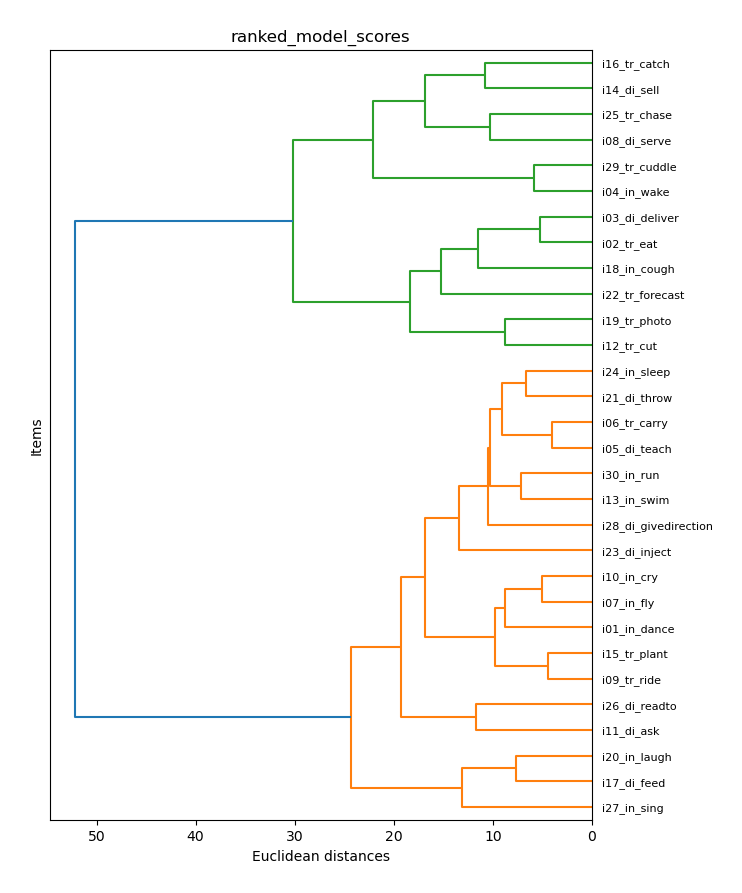 ranked_model_scores
i16_tr_catch
i14_di_sell
i25_tr_chase
i08_di_serve
i29_tr_cuddle
i04_in_wake
i03_di_deliver
i02_tr_eat
i18_in_cough
i22_tr_forecast
i19_tr_photo
i12_tr_cut
i24_in_sleep
i21_di_throw
i06_tr_carry
i05_di_teach
i30_in_run
i13_in_swim
i28_di_givedirection
i23_di_inject
i10_in_cry
i07_in_fly
i01_in_dance
i15_tr_plant
i09_tr_ride
i26_di_readto
i11_di_ask
i20_in_laugh
i17_di_feed
i27_in_sing
Items
50 40 30 20 10 0
Euclidean distances